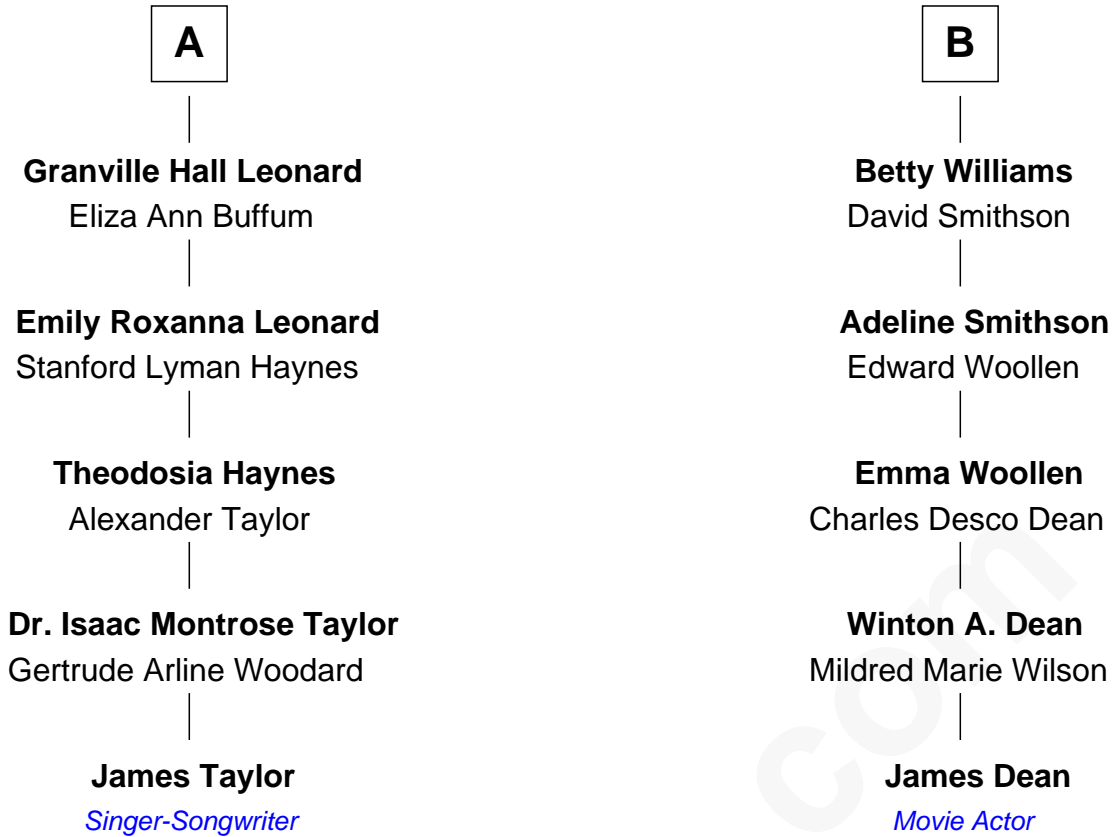 A
Granville Hall Leonard
Eliza Ann Buffum
Emily Roxanna Leonard
Stanford Lyman Haynes
Theodosia Haynes
Alexander Taylor
Dr. Isaac Montrose Taylor
Gertrude Arline Woodard
James Taylor
Singer-Songwriter
B
Betty Williams
David Smithson
Adeline Smithson
Edward Woollen
Emma Woollen
Charles Desco Dean
Winton A. Dean
Mildred Marie Wilson
James Dean
Movie Actor
com